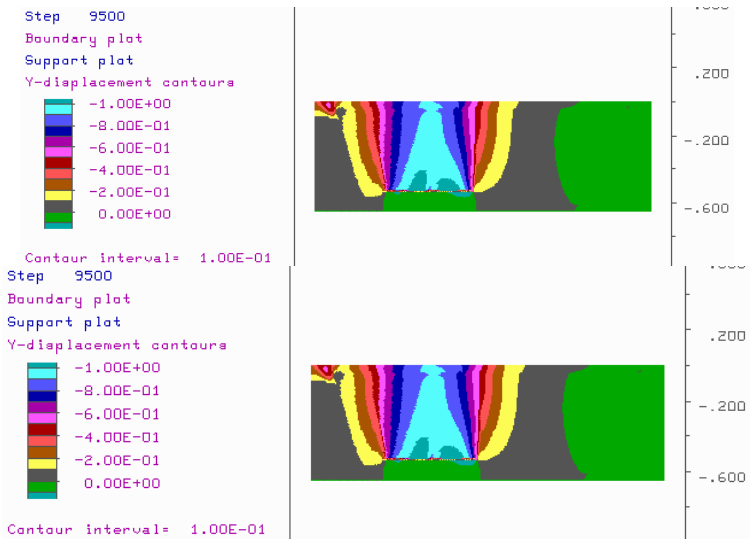 Step 9500
Boundary plot
Support plot
Y-displacement contours
-1.00E+00
-8.00E-01
-6.00E-01
-4.00E-01
-2.00E-01
0.00E+00
Contour interval= 1.00E-01
.200
-.200
-.600
Step 9500
Boundary plot
Support plot
Y-displacement contours
-1.00E+00
-8.00E-01
-6.00E-01
-4.00E-01
-2.00E-01
0.00E+00
Contour interval= 1.00E-01
.200
-.200
-.600